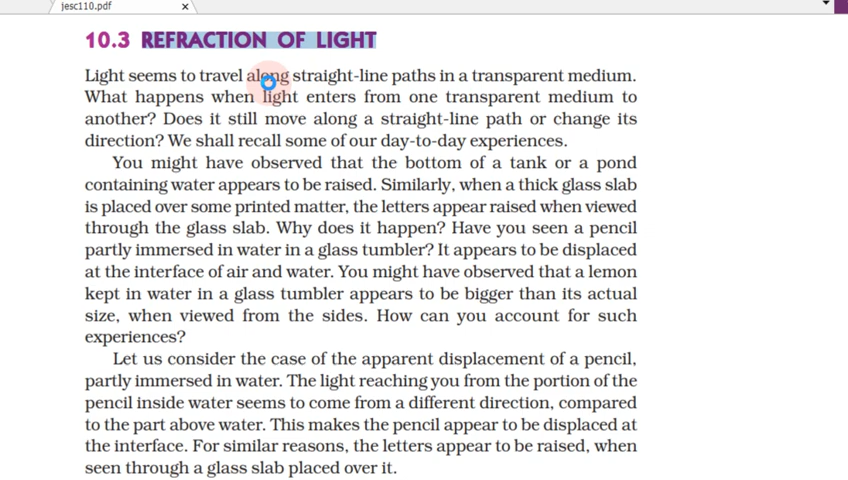 jesc110.pdf
10.3 REFRACTION OF LIGHT
Light seems to travel along straight-line paths in a transparent medium.
What happens when light enters from one transparent medium to
another? Does it still move along a straight-line path or change its
direction? We shall recall some of our day-to-day experiences.
You might have observed that the bottom of a tank or a pond
containing water appears to be raised. Similarly, when a thick glass slab
is placed over some printed matter, the letters appear raised when viewed
through the glass slab. Why does it happen? Have you seen a pencil
partly immersed in water in a glass tumbler? It appears to be displaced
at the interface of air and water. You might have observed that a lemon
kept in water in a glass tumbler appears to be bigger than its actual
size, when viewed from the sides. How can you account for such
experiences?
Let us consider the case of the apparent displacement of a pencil,
partly immersed in water. The light reaching you from the portion of the
pencil inside water seems to come from a different direction, compared
to the part above water. This makes the pencil appear to be displaced at
the interface. For similar reasons, the letters appear to be raised, when
seen through a glass slab placed over it.